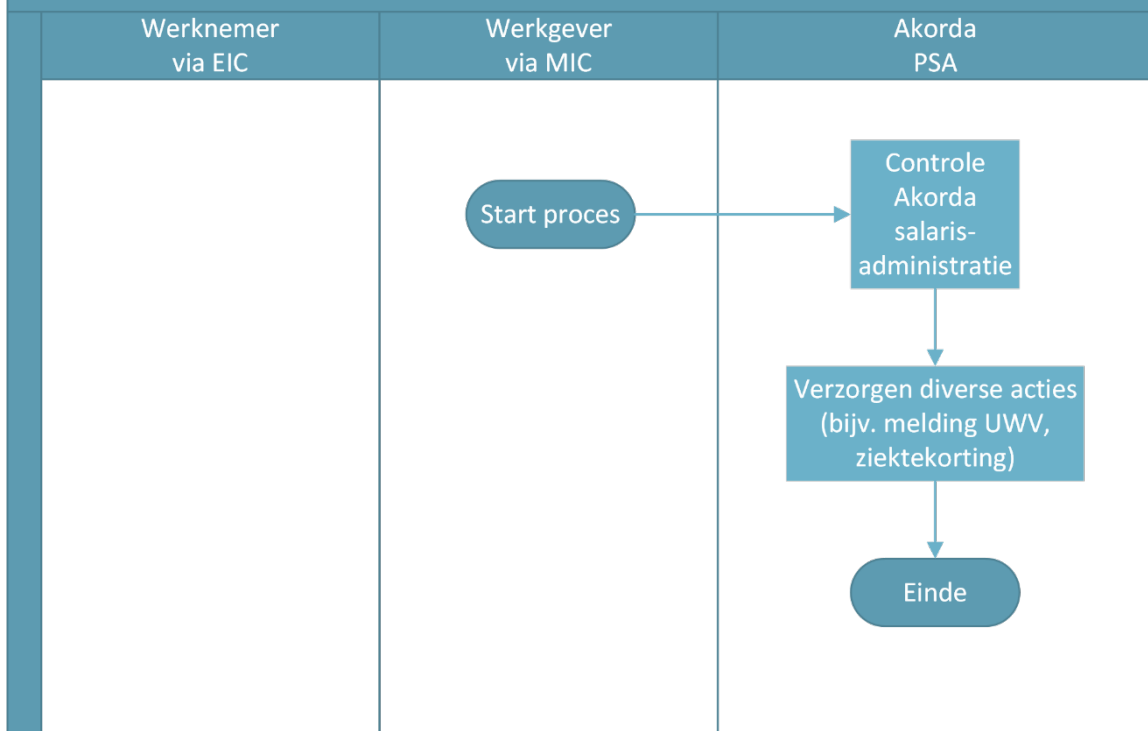 Werknemer
via EIC
Werkgever
via MIC
Akorda
PSA
Start proces
Controle
Akorda
salaris-
administratie
Verzorgen diverse acties
(bijv. melding UWV,
ziektekorting)
Einde